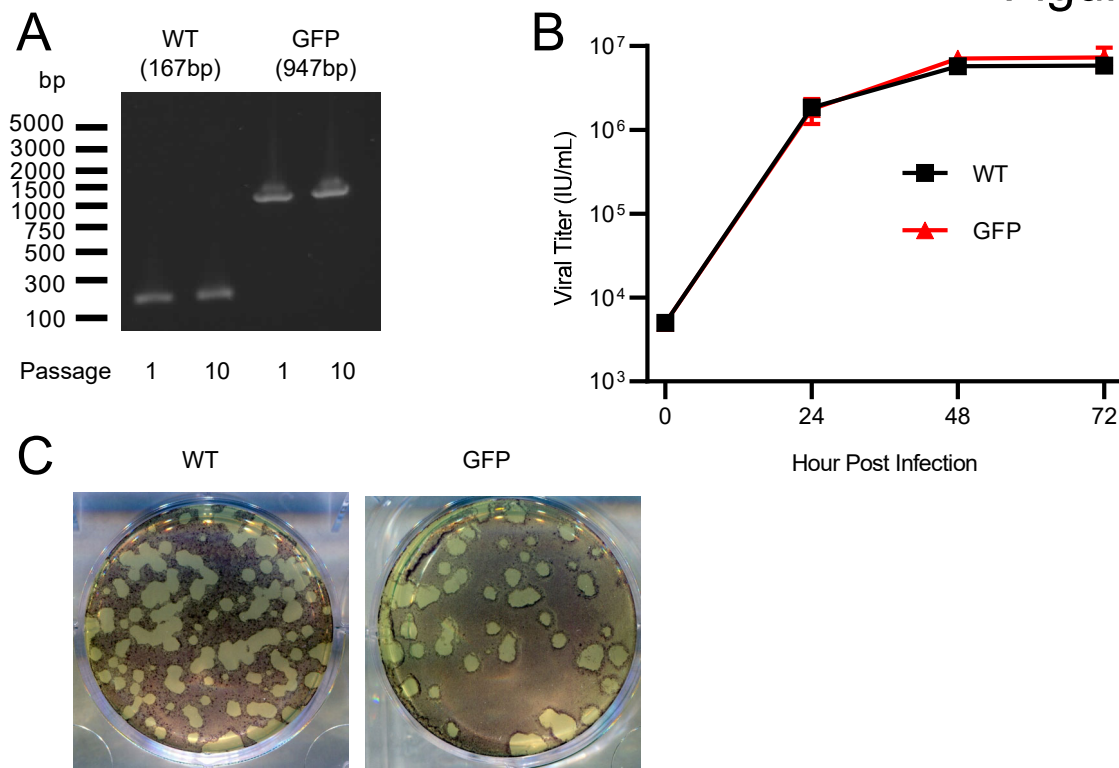 A
WT
(167bp)
GFP
(947bp)
bp
5000
3000
2000
1500
1000
750
500
300
100
Passage 1 10 1 10
B
Viral Titer (IU/mL)
10⁷
10⁶
10⁵
10⁴
10³
WT
GFP
0 24 48 72
Hour Post Infection
C
WT GFP